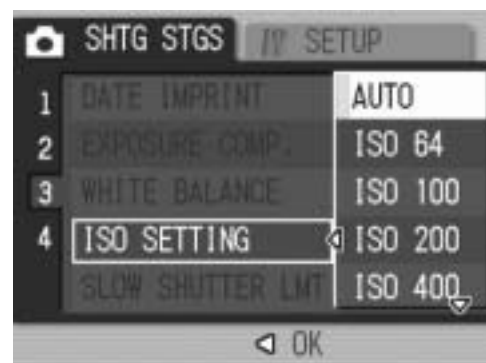 SHTG STGS SETUP
1 DATE IMPRINT AUTO
2 EXPOSURE COMP. ISO 64
3 WHITE BALANCE ISO 100
4 ISO SETTING ISO 200
SLOW SHUTTER LMT ISO 400
OK